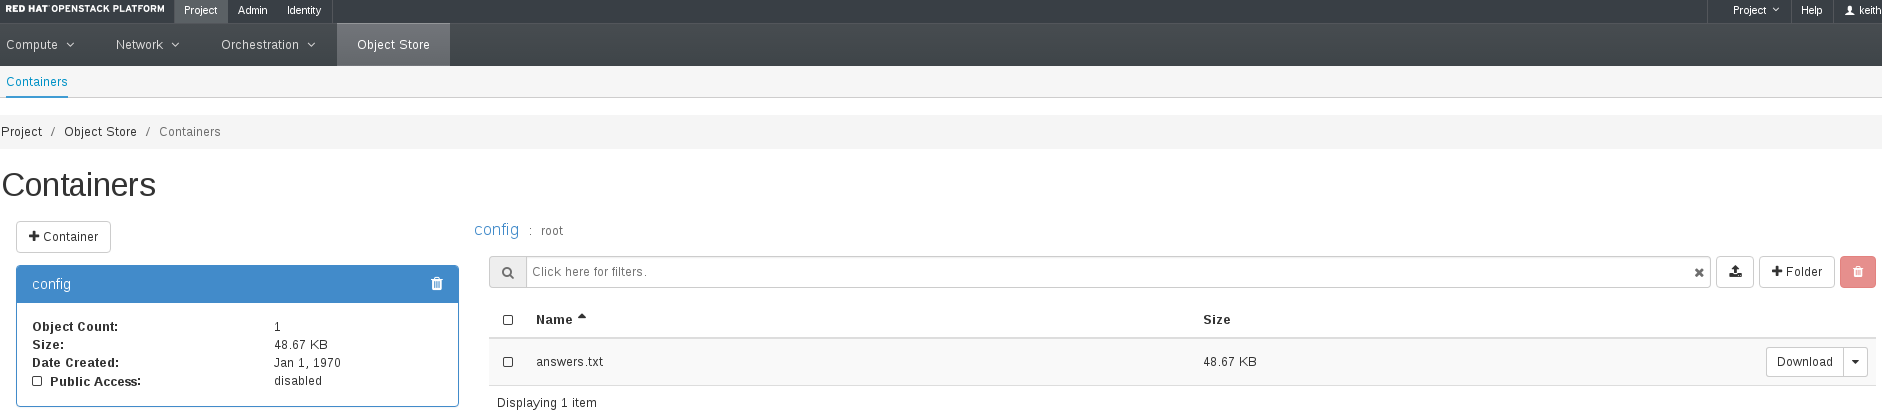 RED HAT OPENSTACK PLATFORM Project Admin Identity Project Help keith
Compute Network Orchestration Object Store
Containers
Project / Object Store / Containers
Containers
Container
config : root
Click here for filters.
Folder
config
Name Size
Object Count: 1
Size: 48.67 KB
Date Created: Jan 1, 1970
Public Access: disabled
answers.txt 48.67 KB Download
Displaying 1 item